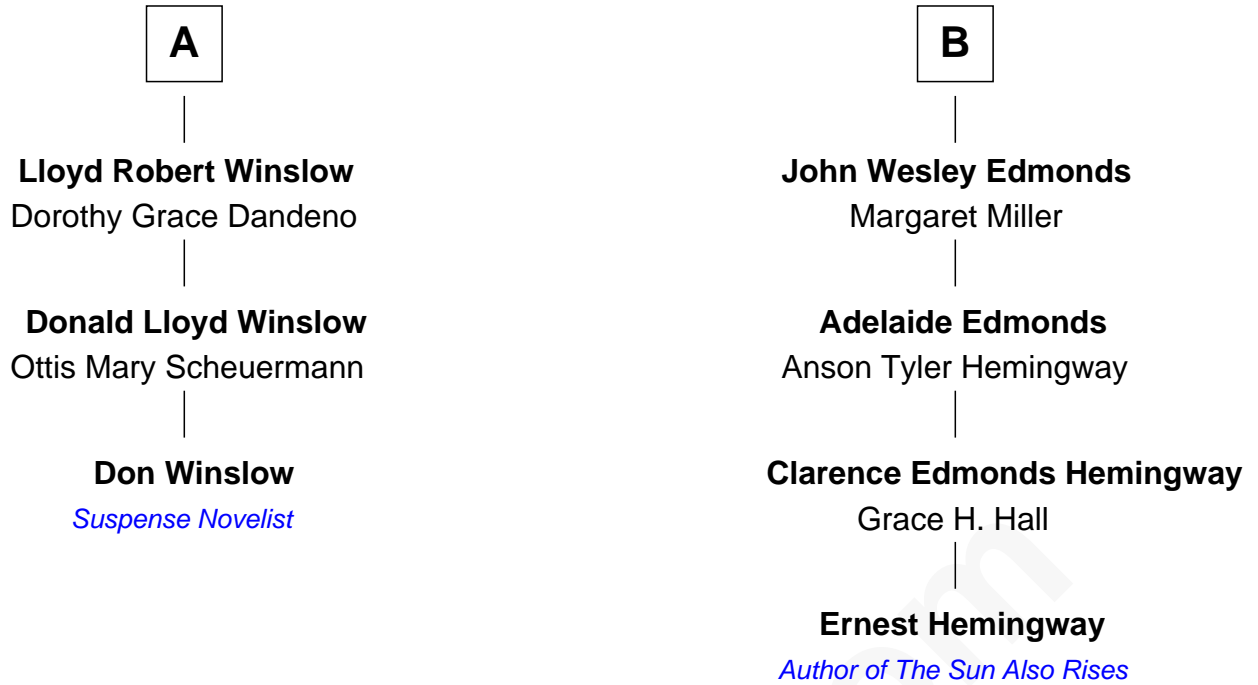 A
Lloyd Robert Winslow
Dorothy Grace Dandeno
Donald Lloyd Winslow
Ottis Mary Scheuermann
Don Winslow
Suspense Novelist
B
John Wesley Edmonds
Margaret Miller
Adelaide Edmonds
Anson Tyler Hemingway
Clarence Edmonds Hemingway
Grace H. Hall
Ernest Hemingway
Author of The Sun Also Rises